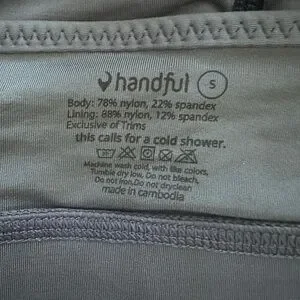 handful S
Body: 78% nylon, 22% spandex
Lining: 88% nylon, 12% spandex
Exclusive of Trims
this calls for a cold shower.
Machine wash cold, with like colors,
Tumble dry low, Do not bleach,
Do not iron.Do not dryclean
made in cambodia